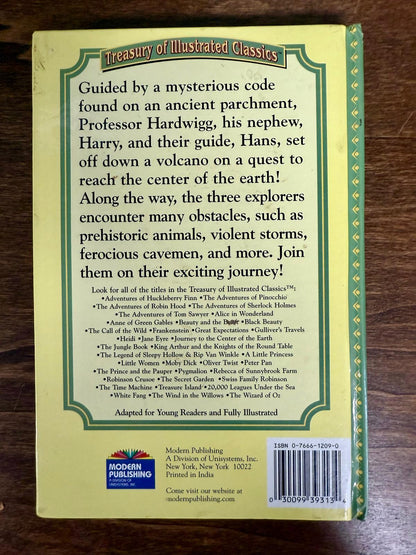 Treasury of Illustrated Classics
Guided by a mysterious code
found on an ancient parchment,
Professor Hardwigg, his nephew,
Harry, and their guide, Hans, set
off down a volcano on a quest to
reach the center of the earth!
Along the way, the three explorers
encounter many obstacles, such as
prehistoric animals, violent storms,
ferocious cavemen, and more. Join
them on their exciting journey!
Look for all of the titles in the Treasury of Illustrated Classics™:
•Adventures of Huckleberry Finn •The Adventures of Pinocchio
•The Adventures of Robin Hood •The Adventures of Sherlock Holmes
•The Adventures of Tom Sawyer •Alice in Wonderland
•Anne of Green Gables •Beauty and the •Black Beauty
•The Call of the Wild •Frankenstein •Great Expectations •Gulliver's Travels
•Heidi •Jane Eyre •Journey to the Center of the Earth
•The Jungle Book •King Arthur and the Knights of the Round Table
•The Legend of Sleepy Hollow & Rip Van Winkle •A Little Princess
•Little Women •Moby Dick •Oliver Twist •Peter Pan
•The Prince and the Pauper •Pygmalion •Rebecca of Sunnybrook Farm
•Robinson Crusoe •The Secret Garden •Swiss Family Robinson
•The Time Machine •Treasure Island •20,000 Leagues Under the Sea
•White Fang •The Wind in the Willows •The Wizard of Oz
Adapted for Young Readers and Fully Illustrated
MODERN
PUBLISHING
A DIVISION OF
UNISYSTEMS, INC.
Modern Publishing
A Division of Unisystems, Inc.
New York, New York 10022
Printed in India
Come visit our website at
www.modernpublishing.com
ISBN 0-7666-1209-0
0 30099 39313 4